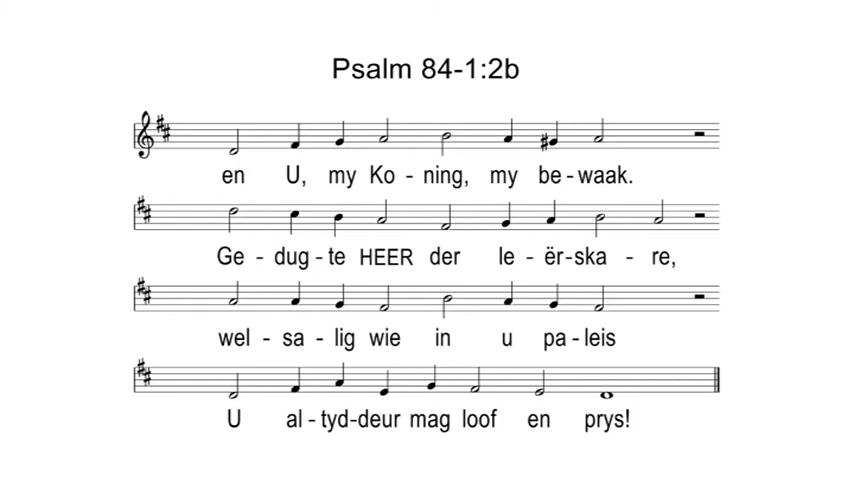 Psalm 84-1:2b
en U, my Ko - ning, my be - waak.
Ge - dug - te HEER der le - ër - ska - re,
wel - sa - lig wie in u pa - leis
U al - tyd-deur mag loof en prys!